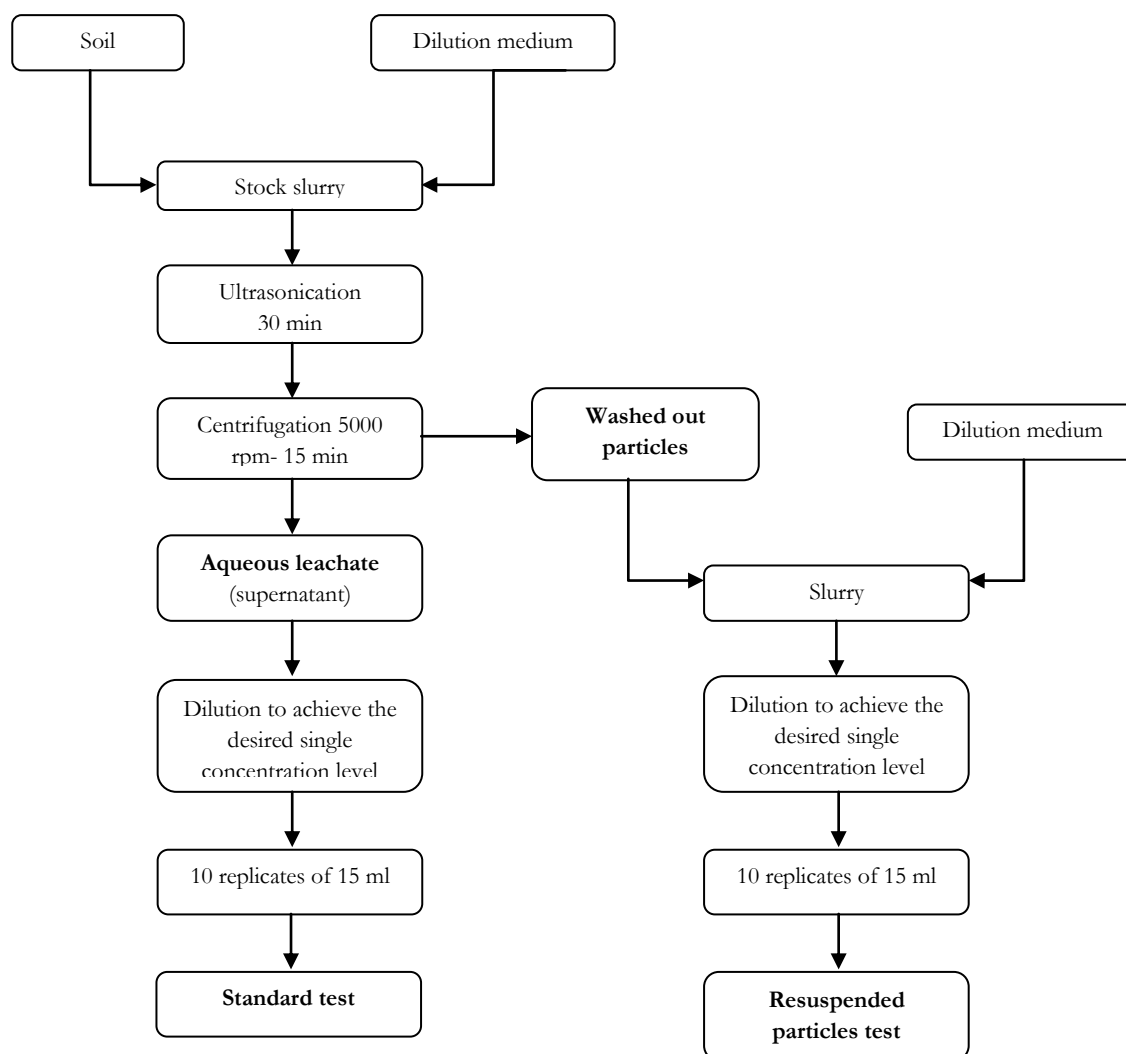 Soil
Dilution medium
Stock slurry
Ultrasonication
30 min
Centrifugation 5000
rpm- 15 min
Washed out
particles
Dilution medium
Aqueous leachate
(supernatant)
Slurry
Dilution to achieve the
desired single
concentration level
Dilution to achieve the
desired single
concentration level
10 replicates of 15 ml
10 replicates of 15 ml
Standard test
Resuspended
particles test